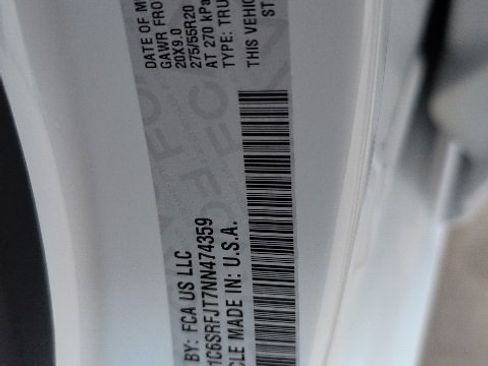 DATE OF M
GAWR FRO
20X9.0
275/55R20
AT 270 kPa
TYPE: TRU
THIS VEHIC
ST
BY: FCA US LLC
1C6SRFJT7NN474359
CLE MADE IN: U.S.A.